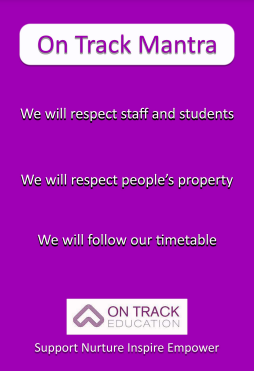 On Track Mantra
We will respect staff and students
We will respect people's property
We will follow our timetable
ON TRACK
EDUCATION
Support Nurture Inspire Empower